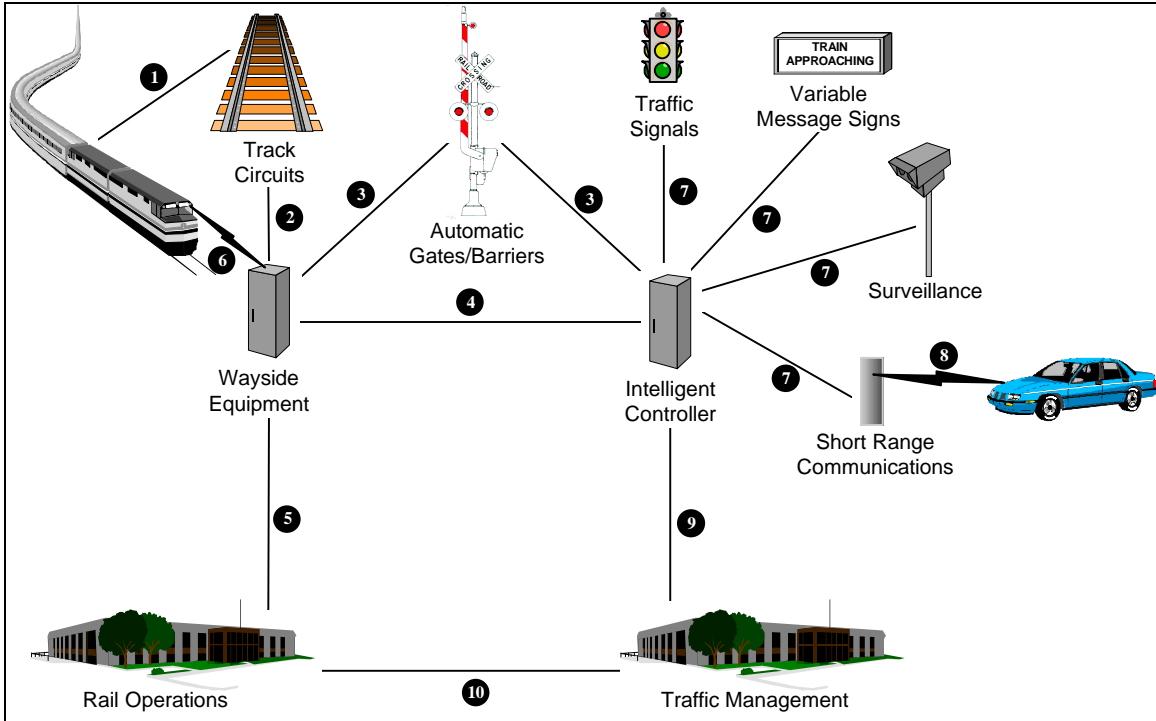 1
Track
Circuits
RAIL ROAD
CROSSING
Automatic
Gates/Barriers
Traffic
Signals
TRAIN
APPROACHING
Variable
Message Signs
2
3
3
7
7
6
7
Surveillance
4
Wayside
Equipment
Intelligent
Controller
7
8
Short Range
Communications
5
9
Rail Operations
10
Traffic Management